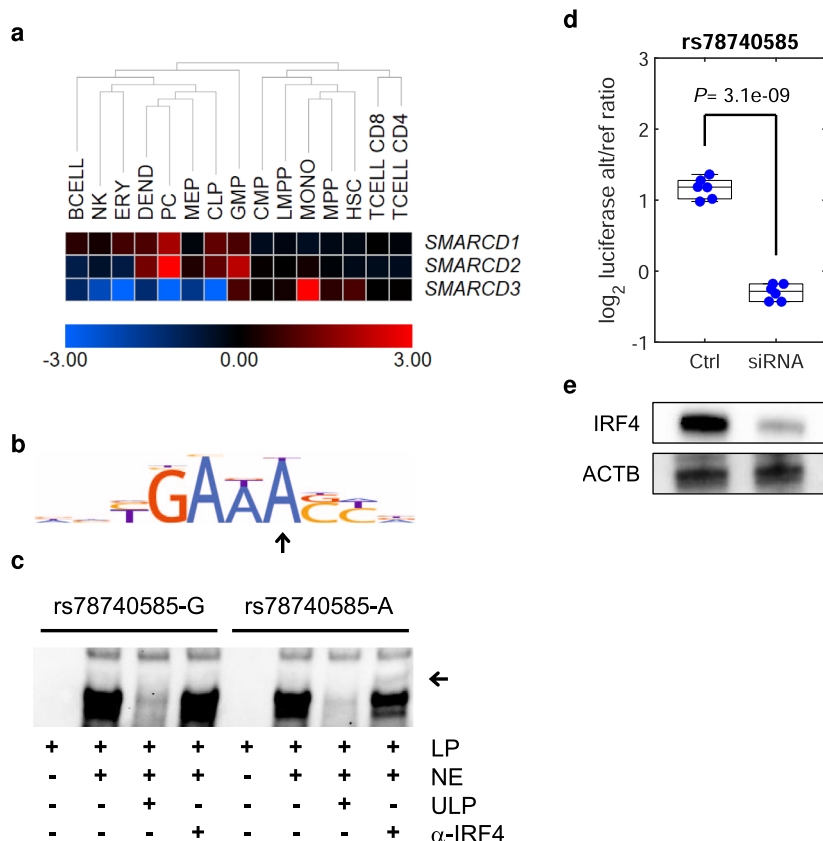 a
BCELL NK ERY DEND PC MEP CLP GMP CMP LMPP MONO MPP HSC TCELL CD8 TCELL CD4
SMARCD1
SMARCD2
SMARCD3
-3.00 0.00 3.00
b
GAAA
c
rs78740585-G rs78740585-A
+ + + + + + + + LP
- + + + - + + + NE
- - + - - - + - ULP
- - - + - - - + α-IRF4
d
rs78740585
log2 luciferase alt/ref ratio
3
2
1
0
-1
P= 3.1e-09
Ctrl siRNA
e
IRF4
ACTB